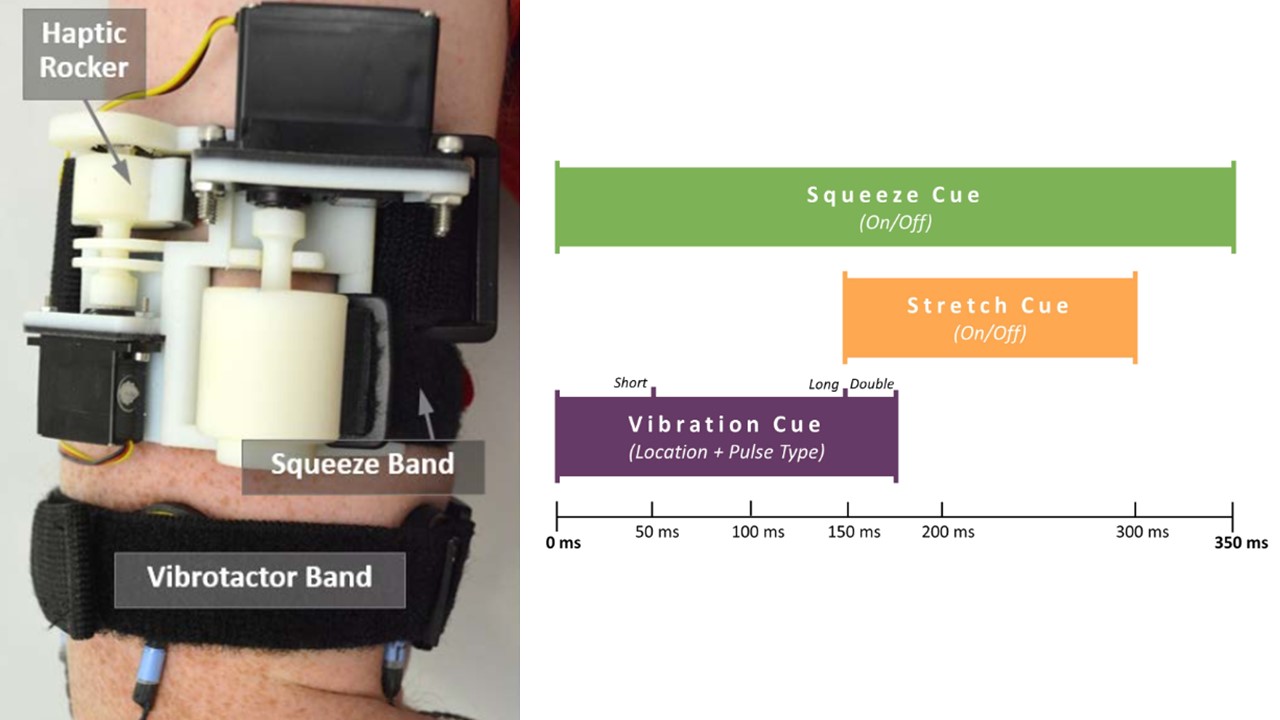 Haptic
Rocker
Squeeze Band
Vibrotactor Band
Squeeze Cue
(On/Off)
Stretch Cue
(On/Off)
Short
Long
Double
Vibration Cue
(Location + Pulse Type)
0 ms
50 ms
100 ms
150 ms
200 ms
300 ms
350 ms